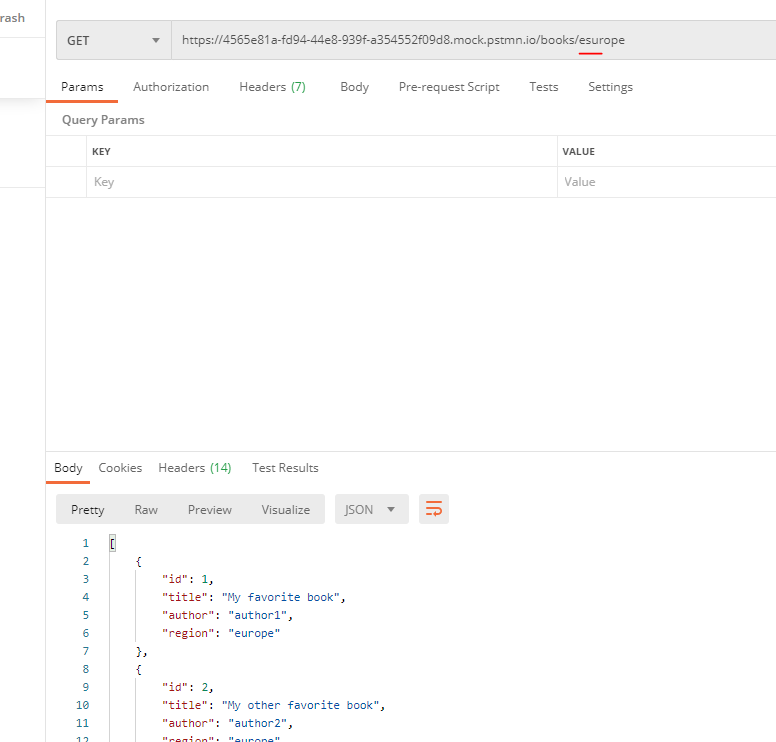 rash
GET https://4565e81a-fd94-44e8-939f-a354552f09d8.mock.pstmn.io/books/esurope
Params Authorization Headers (7) Body Pre-request Script Tests Settings
Query Params
KEY VALUE
Key Value
Body Cookies Headers (14) Test Results
Pretty Raw Preview Visualize JSON
1 [
2 {
3 "id": 1,
4 "title": "My favorite book",
5 "author": "author1",
6 "region": "europe"
7 },
8 {
9 "id": 2,
10 "title": "My other favorite book",
11 "author": "author2",
12 "region": "europe"